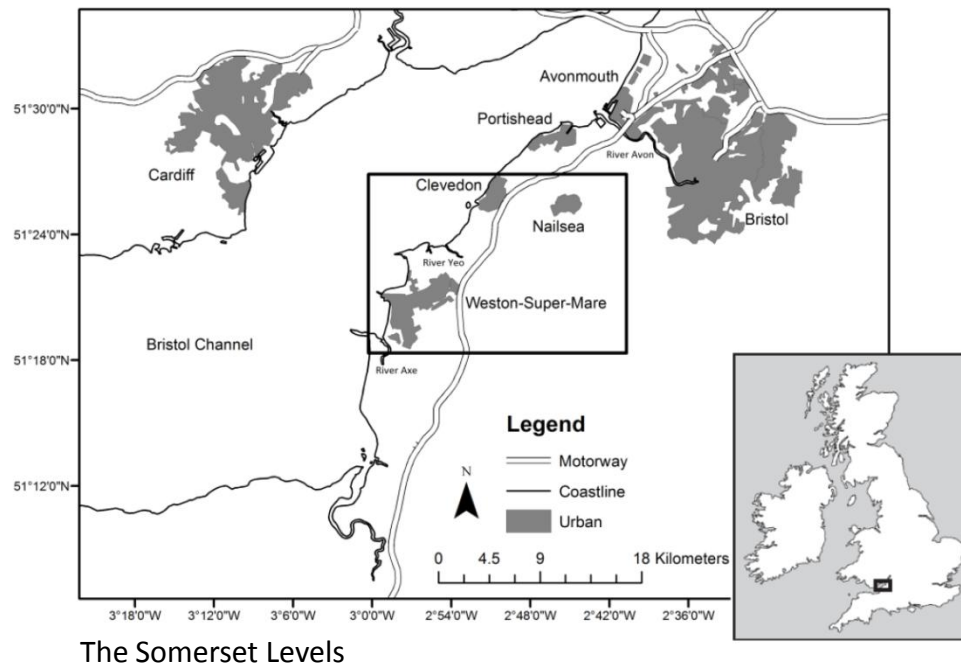 Avonmouth
51°30'0"N
Portishead
River Avon
Cardiff
Clevedon
Nailsea
Bristol
51°24'0"N
River Yeo
Weston-Super-Mare
Bristol Channel
51°18'0"N
River Axe
Legend
Motorway
N
51°12'0"N
Coastline
Urban
0 4.5 9 18 Kilometers
3°18'0"W 3°12'0"W 3°6'0"W 3°0'0"W 2°54'0"W 2°48'0"W 2°42'0"W 2°36'0"W
The Somerset Levels